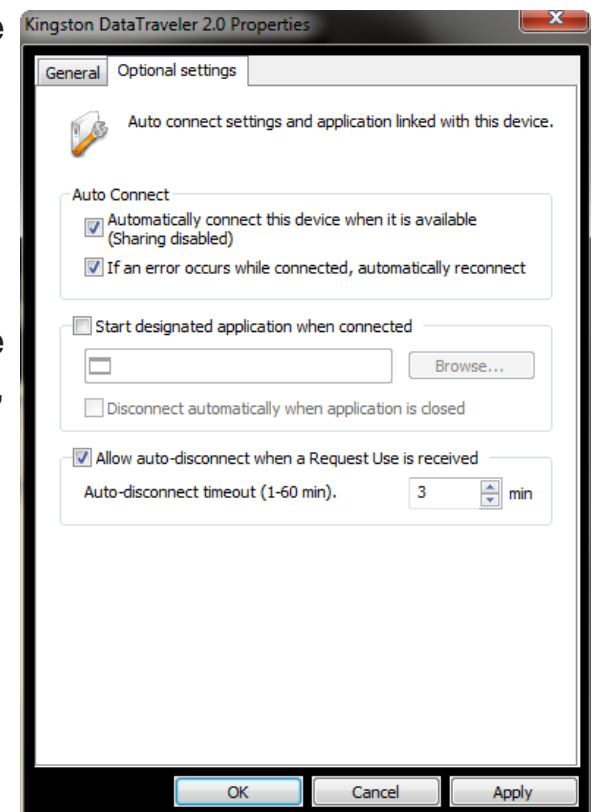 e
Kingston DataTraveler 2.0 Properties
General Optional settings
Auto connect settings and application linked with this device.
Auto Connect
Automatically connect this device when it is available
(Sharing disabled)
If an error occurs while connected, automatically reconnect
e
Start designated application when connected
Browse...
,
Disconnect automatically when application is closed
Allow auto-disconnect when a Request Use is received
Auto-disconnect timeout (1-60 min). 3 min
OK Cancel Apply